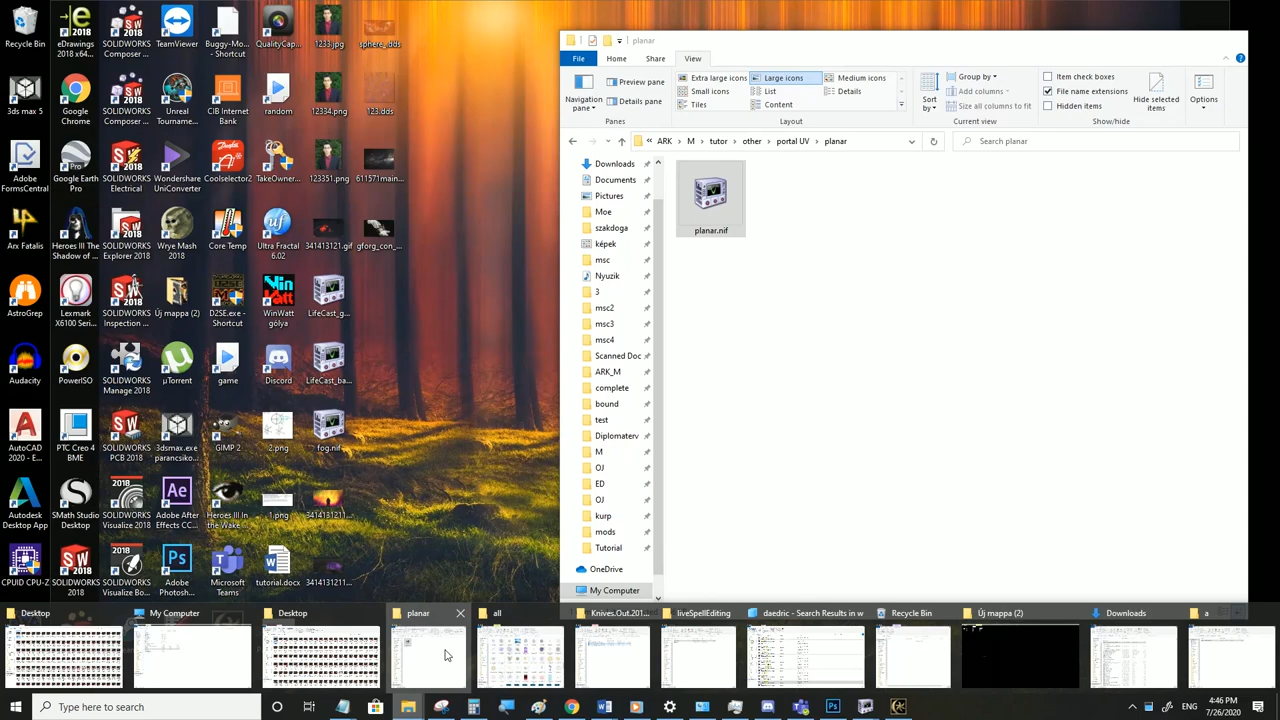 Recycle Bin
eDrawings 2018 x64...
SOLIDWORKS Composer ...
TeamViewer
Buggy-Mo... - Shortcut
QualityCap...
1233.jpg
sphere_.dds
3ds max 5
Google Chrome
SOLIDWORKS Composer ...
Unreal Tourname...
CIB Internet Bank
random
12334.png
123.dds
Adobe FormsCentral
Google Earth Pro
SOLIDWORKS Electrical
Wondershare UniConverter
Coolselector2
TakeOwner...
123351.png
611571main...
Arx Fatalis
Heroes III The Shadow of ...
SOLIDWORKS Explorer 2018
Wrye Mash 2018
Core Temp
Ultra Fractal 6.02
341413121.gif
gforg_con_...
AstroGrep
Lexmark X6100 Seri...
SOLIDWORKS Inspection ...
Új mappa (2)
D2SE.exe - Shortcut
WinWatt gólya
LifeCast_g...
Audacity
PowerISO
SOLIDWORKS Manage 2018
µTorrent
game
Discord
LifeCast_ba...
AutoCAD 2020 - E...
PTC Creo 4 BME
SOLIDWORKS PCB 2018
3dsmax.exe parancsiko...
GIMP 2
2.png
fog.nif
Autodesk Desktop App
SMath Studio Desktop
SOLIDWORKS Visualize 2018
Adobe After Effects CC...
Heroes III In the Wake ...
1.png
3414131211...
CPUID CPU-Z
SOLIDWORKS 2018
SOLIDWORKS Visualize Bo...
Adobe Photosh...
Microsoft Teams
tutorial.docx
3414131211...
planar
File
Home
Share
View
Navigation pane
Preview pane
Details pane
Panes
Extra large icons
Large icons
Medium icons
Small icons
List
Details
Tiles
Content
Layout
Sort by
Group by
Add columns
Size all columns to fit
Current view
Item check boxes
File name extensions
Hidden items
Hide selected items
Show/hide
Options
« ARK > M > tutor > other > portal UV > planar
Search planar
Downloads
Documents
Pictures
Moe
szakdoga
képek
msc
Nyuzik
3
msc2
msc3
msc4
Scanned Doc
ARK_M
complete
bound
test
Diplomaterv
M
OJ
ED
OJ
kurp
mods
Tutorial
OneDrive
My Computer
planar.nif
Desktop
My Computer
Desktop
planar
all
Knives.Out.201...
liveSpellEditing
daedric - Search Results in w
Recycle Bin
Új mappa (2)
Downloads
a
Type here to search
ENG
4:46 PM
7/26/2020